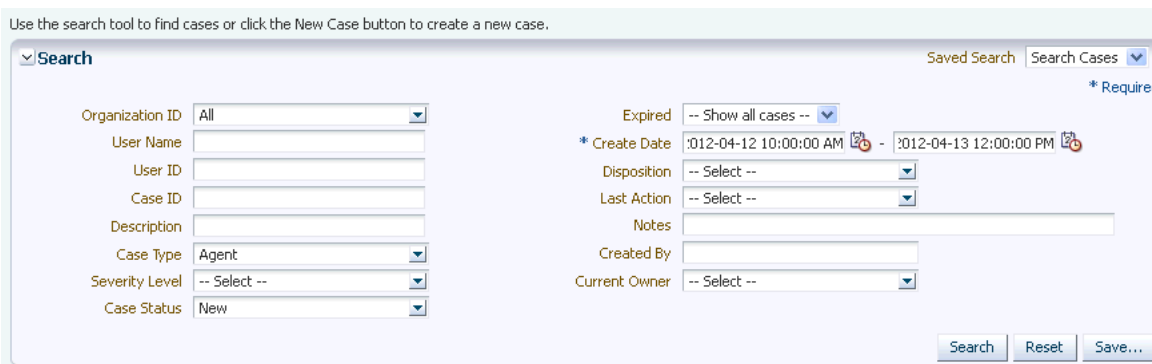 Use the search tool to find cases or click the New Case button to create a new case.
Search
Saved Search Search Cases
* Require
Organization ID All
Expired -- Show all cases --
User Name
* Create Date 012-04-12 10:00:00 AM - 012-04-13 12:00:00 PM
User ID
Disposition -- Select --
Case ID
Last Action -- Select --
Description
Notes
Case Type Agent
Created By
Severity Level -- Select --
Current Owner -- Select --
Case Status New
Search Reset Save...